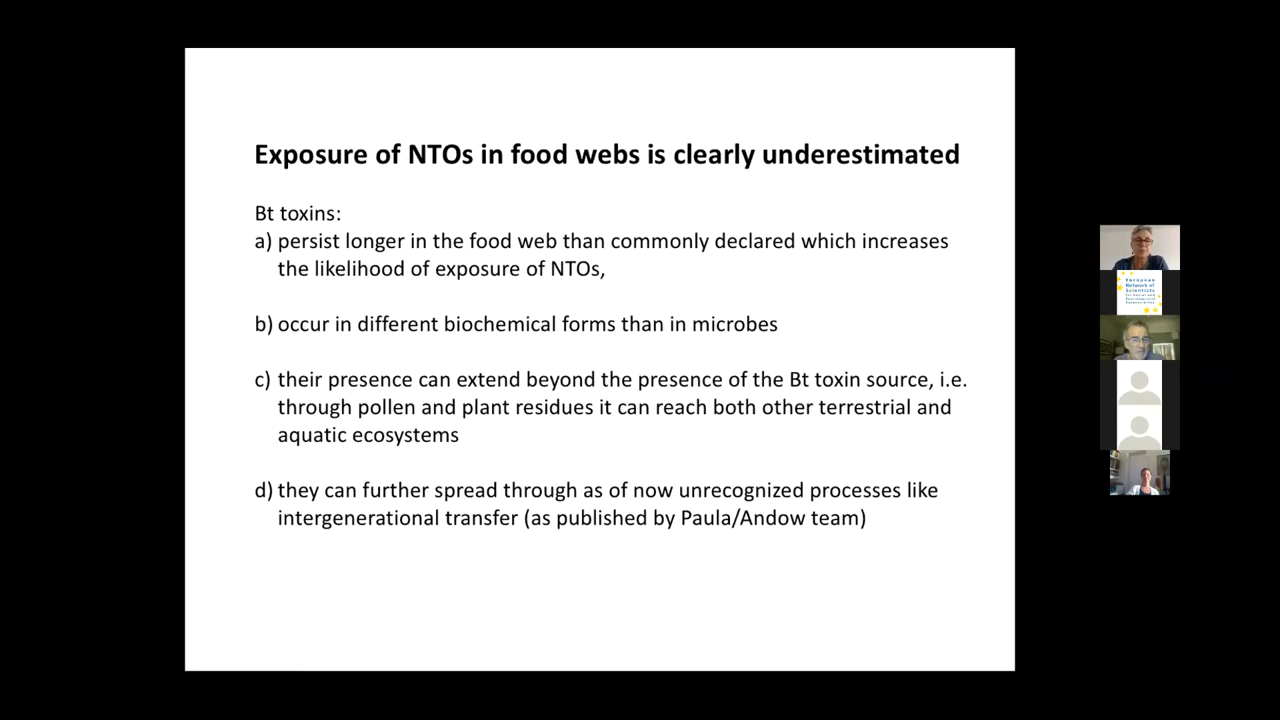 Exposure of NTOs in food webs is clearly underestimated
Bt toxins:
a) persist longer in the food web than commonly declared which increases
the likelihood of exposure of NTOs,
b) occur in different biochemical forms than in microbes
c) their presence can extend beyond the presence of the Bt toxin source, i.e.
through pollen and plant residues it can reach both other terrestrial and
aquatic ecosystems
d) they can further spread through as of now unrecognized processes like
intergenerational transfer (as published by Paula/Andow team)
European
Network of
Scientists